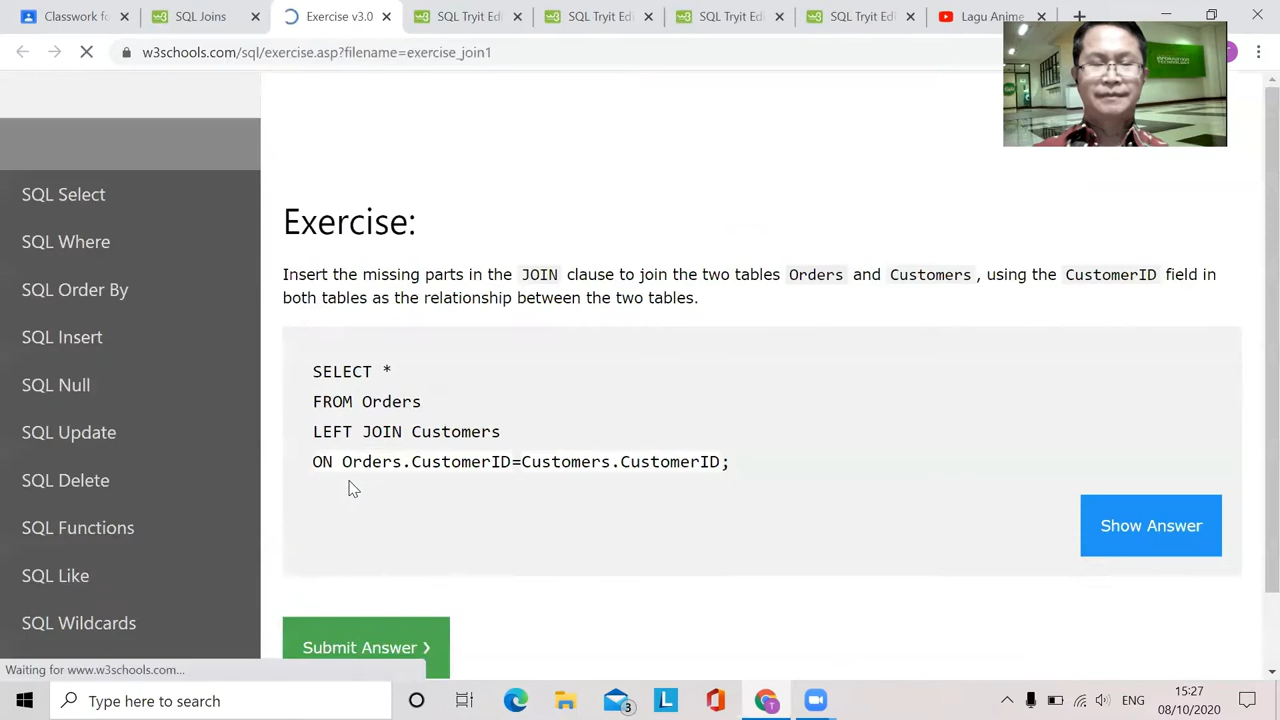 Classwork for
SQL Joins
Exercise v3.0
SQL Tryit Edi
SQL Tryit Edi
SQL Tryit Edi
SQL Tryit Edi
Lagu Anime
w3schools.com/sql/exercise.asp?filename=exercise_join1
SQL Select
SQL Where
SQL Order By
SQL Insert
SQL Null
SQL Update
SQL Delete
SQL Functions
SQL Like
SQL Wildcards
Exercise:
Insert the missing parts in the JOIN clause to join the two tables Orders and Customers, using the CustomerID field in
both tables as the relationship between the two tables.
SELECT *
FROM Orders
LEFT JOIN Customers
ON Orders.CustomerID=Customers.CustomerID;
Show Answer
Submit Answer ❯
Waiting for www.w3schools.com...
Type here to search
3
L
T
ENG
15:27
08/10/2020